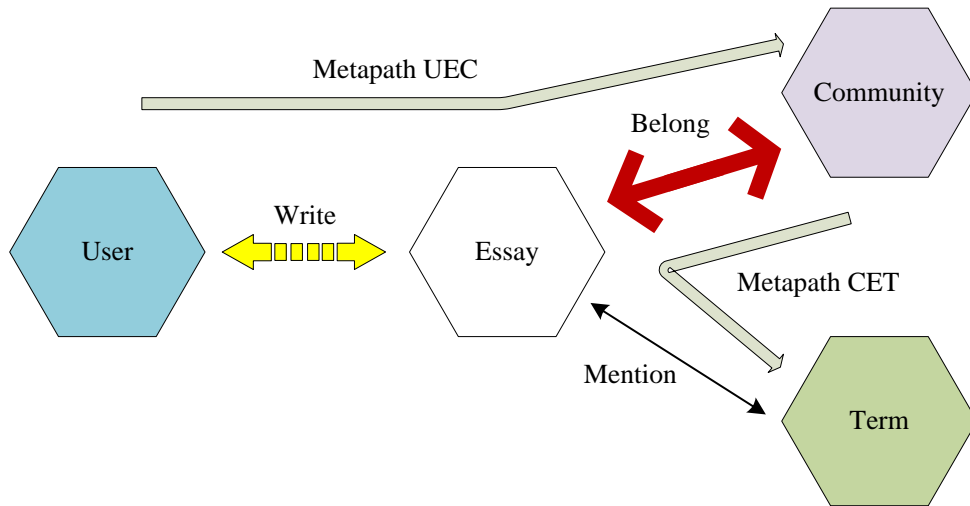 Metapath UEC
Community
Belong
Write
User
Essay
Metapath CET
Mention
Term